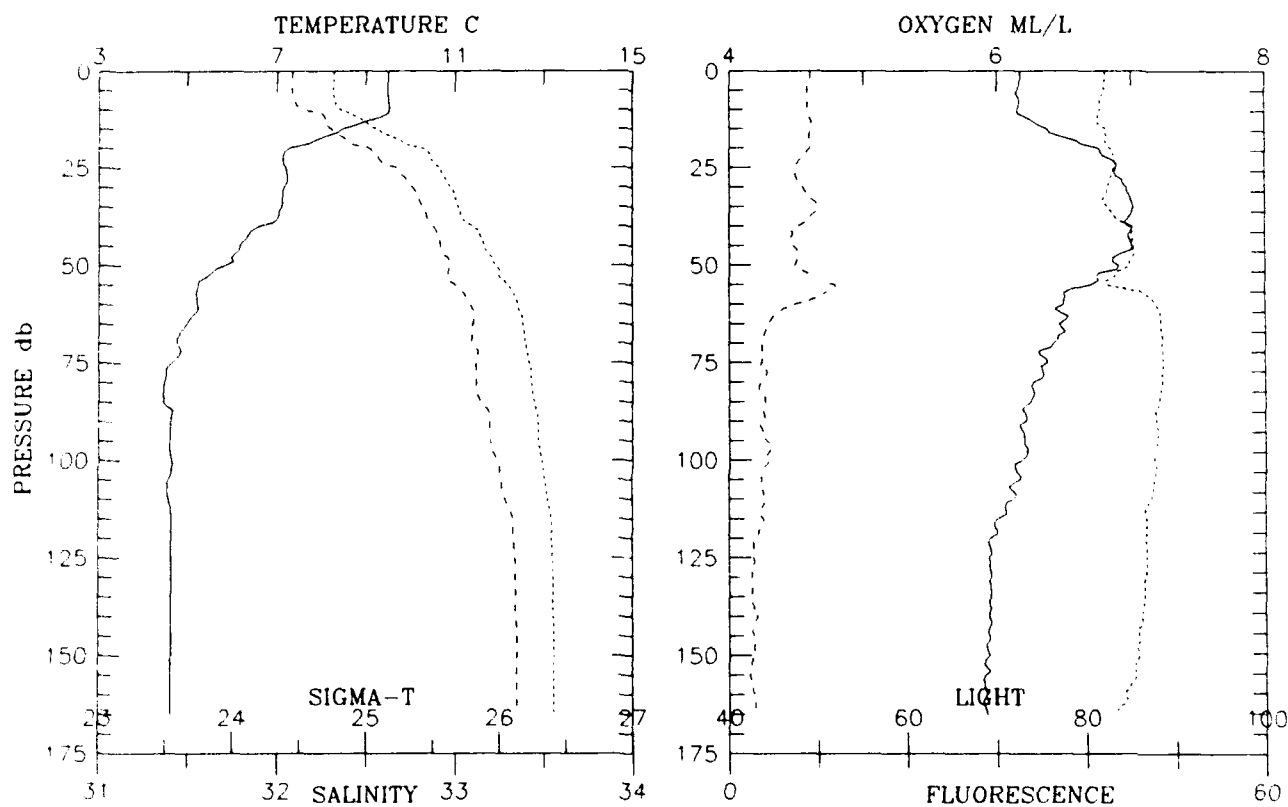 TEMPERATURE C
OXYGEN ML/L
3 7 11 15
4 6 8
0 0
25 25
50 50
75 75
100 100
125 125
150 150
175 175
PRESSURE db
SIGMA-T
LIGHT
23 24 25 26 27
40 60 80 100
31 32 33 34
0 60
SALINITY
FLUORESCENCE